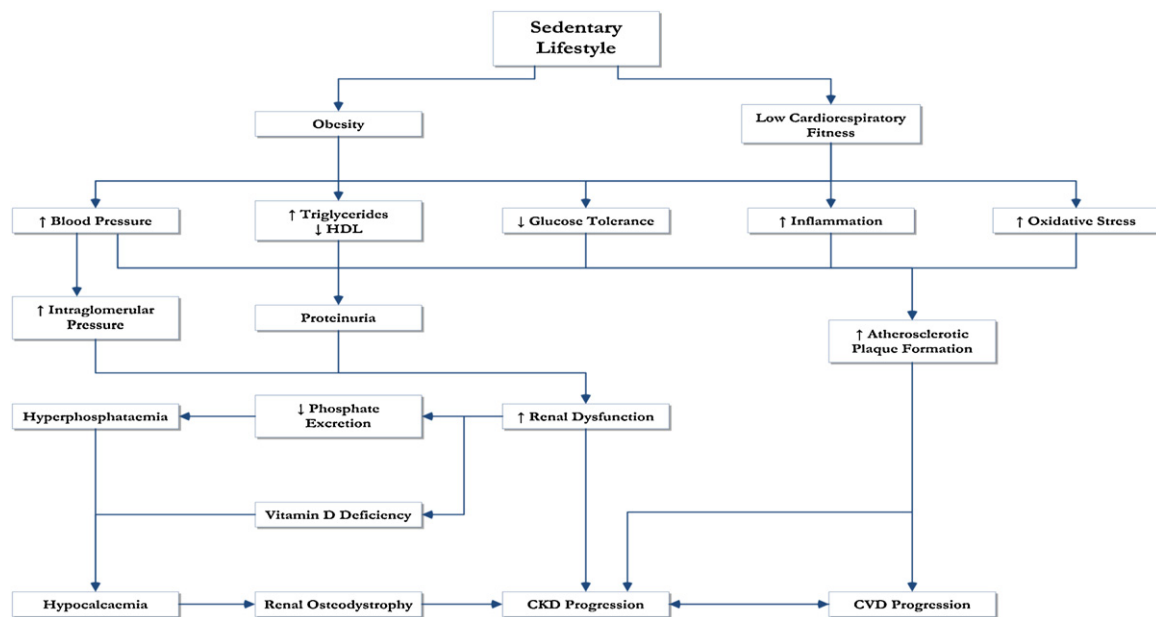 Sedentary
Lifestyle
Obesity
Low Cardiorespiratory
Fitness
↑ Blood Pressure
↑ Triglycerides
↓ HDL
↓ Glucose Tolerance
↑ Inflammation
↑ Oxidative Stress
↑ Intraglomerular
Pressure
Proteinuria
↑ Atherosclerotic
Plaque Formation
Hyperphosphataemia
↓ Phosphate
Excretion
↑ Renal Dysfunction
Vitamin D Deficiency
Hypocalcaemia
Renal Osteodystrophy
CKD Progression
CVD Progression